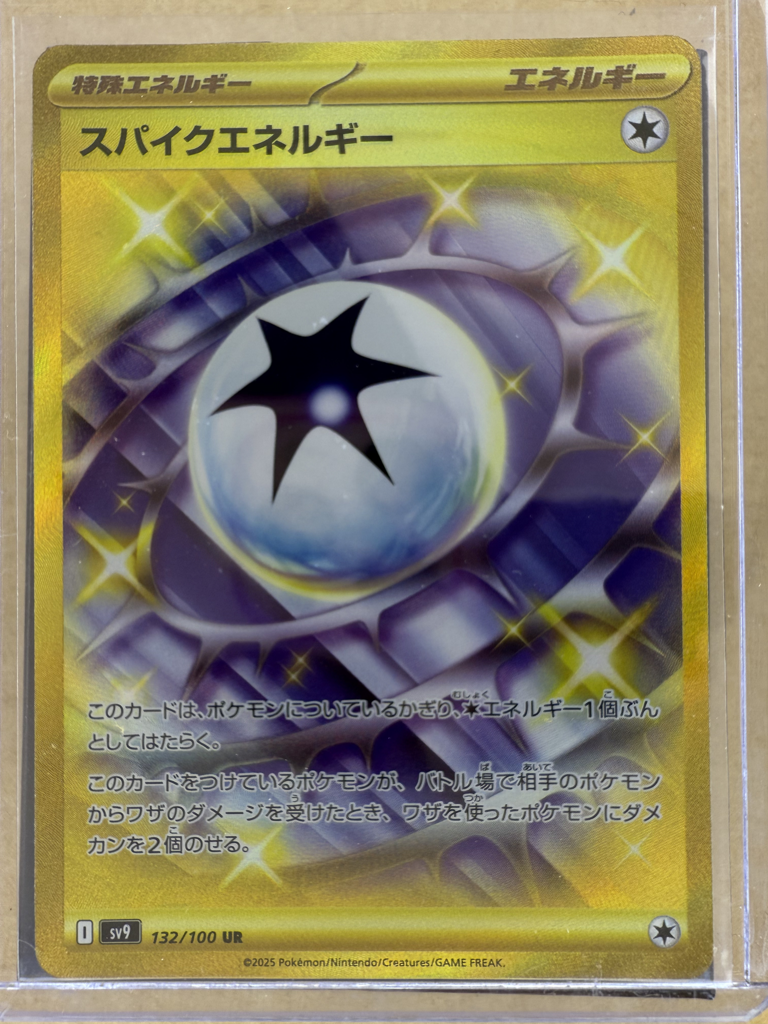 特殊エネルギー
エネルギー
スパイクエネルギー
このカードは、ポケモンについているかぎり、エネルギー1個ぶん
としてはたらく。
このカードをつけているポケモンが、バトル場で相手のポケモン
からワザのダメージを受けたとき、ワザを使ったポケモンにダメ
カンを2個のせる。
I sv9 132/100 UR
©2025 Pokémon/Nintendo/Creatures/GAME FREAK.